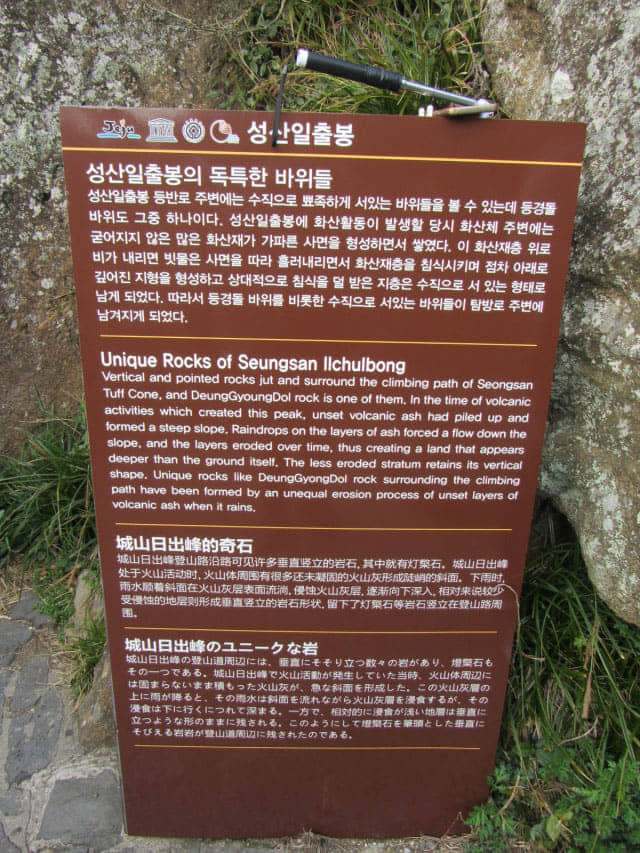 Jeju
성산일출봉
성산일출봉의 독특한 바위들
성산일출봉 등반로 주변에는 수직으로 뾰족하게 서있는 바위들을 볼 수 있는데 등경돌
바위도 그중 하나이다. 성산일출봉에 화산활동이 발생할 당시 화산체 주변에는
굳어지지 않은 많은 화산재가 가파른 사면을 형성하면서 쌓였다. 이 화산재층 위로
비가 내리면 빗물은 사면을 따라 흘러내리면서 화산재층을 침식시키며 점차 아래로
깊어진 지형을 형성하고 상대적으로 침식을 덜 받은 지층은 수직으로 서 있는 형태로
남게 되었다. 따라서 등경돌 바위를 비롯한 수직으로 서있는 바위들이 탐방로 주변에
남겨지게 되었다.
Unique Rocks of Seungsan Ilchulbong
Vertical and pointed rocks jut and surround the climbing path of Seongsan
Tuff Cone, and DeungGyoungDol rock is one of them. In the time of volcanic
activities which created this peak, unset volcanic ash had piled up and
formed a steep slope. Raindrops on the layers of ash forced a flow down the
slope, and the layers eroded over time, thus creating a land that appears
deeper than the ground itself. The less eroded stratum retains its vertical
shape. Unique rocks like DeungGyongDol rock surrounding the climbing
path have been formed by an unequal erosion process of unset layers of
volcanic ash when it rains.
城山日出峰的奇石
城山日出峰登山路沿路可见许多垂直竖立的岩石, 其中就有灯檠石。城山日出峰
处于火山活动时, 火山体周围有很多还未凝固的火山灰形成陡峭的斜面。下雨时,
雨水顺着斜面在火山灰层表面流淌, 侵蚀火山灰层, 逐渐向下深入, 相对来说较少
受侵蚀的地层则形成垂直竖立的岩石形状, 留下了灯檠石等岩石竖立在登山路周
围。
城山日出峰のユニークな岩
城山日出峰の登山道周辺には、垂直にそそり立つ数々の岩があり、燈檠石も
その一つである。城山日出峰で火山活動が発生していた当時、火山体周辺に
は固まらないまま積もった火山灰が、急な斜面を形成した。この火山灰層の
上に雨が降ると、その雨水は斜面を流れながら火山灰層を浸食するが、その
浸食は下に行くにつれて深まる。一方で、相対的に浸食が浅い地層は垂直に
立つような形のままに残される。このようにして燈檠石を筆頭とした垂直に
そびえる岩岩が登山道周辺に残されたのである。